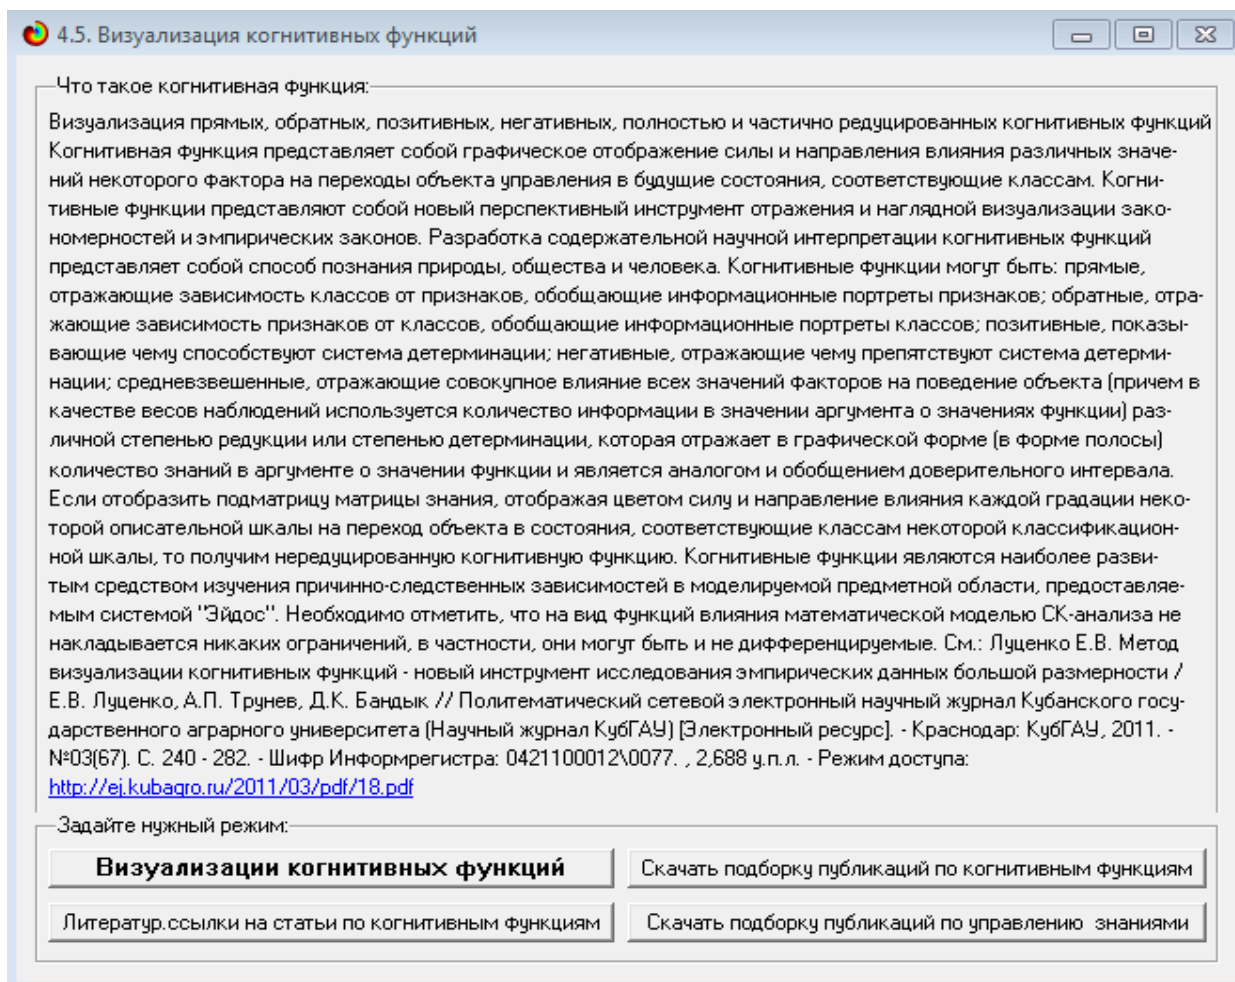 4.5. Визуализация когнитивных функций
Что такое когнитивная функция:
Визуализация прямых, обратных, позитивных, негативных, полностью и частично редуцированных когнитивных функций
Когнитивная функция представляет собой графическое отображение силы и направления влияния различных значе-
ний некоторого фактора на переходы объекта управления в будущие состояния, соответствующие классам. Когни-
тивные функции представляют собой новый перспективный инструмент отражения и наглядной визуализации зако-
номерностей и эмпирических законов. Разработка содержательной научной интерпретации когнитивных функций
представляет собой способ познания природы, общества и человека. Когнитивные функции могут быть: прямые,
отражающие зависимость классов от признаков, обобщающие информационные портреты признаков; обратные, отра-
жающие зависимость признаков от классов, обобщающие информационные портреты классов; позитивные, показы-
вающие чему способствуют система детерминации; негативные, отражающие чему препятствуют система детерми-
нации; средневзвешенные, отражающие совокупное влияние всех значений факторов на поведение объекта (причем в
качестве весов наблюдений используется количество информации в значении аргумента о значениях функции) раз-
личной степенью редукции или степенью детерминации, которая отражает в графической форме (в форме полосы)
количество знаний в аргументе о значении функции и является аналогом и обобщением доверительного интервала.
Если отобразить подматрицу матрицы знания, отображая цветом силу и направление влияния каждой градации неко-
торой описательной шкалы на переход объекта в состояния, соответствующие классам некоторой классификацион-
ной шкалы, то получим нередуцированную когнитивную функцию. Когнитивные функции являются наиболее разви-
тым средством изучения причинно-следственных зависимостей в моделируемой предметной области, предоставляе-
мым системой "Эйдос". Необходимо отметить, что на вид функций влияния математической моделью СК-анализа не
накладывается никаких ограничений, в частности, они могут быть и не дифференцируемые. См.: Луценко Е.В. Метод
визуализации когнитивных функций - новый инструмент исследования эмпирических данных большой размерности /
Е.В. Луценко, А.П. Трунев, Д.К. Бандык // Политематический сетевой электронный научный журнал Кубанского госу-
дарственного аграрного университета (Научный журнал КубГАУ) [Электронный ресурс]. - Краснодар: КубГАУ, 2011. -
№03(67). С. 240 - 282. - Шифр Информрегистра: 0421100012\0077. , 2,688 у.п.л. - Режим доступа:
http://ej.kubagro.ru/2011/03/pdf/18.pdf
Задайте нужный режим:
Визуализации когнитивных функций
Скачать подборку публикаций по когнитивным функциям
Литератур.ссылки на статьи по когнитивным функциям
Скачать подборку публикаций по управлению знаниями